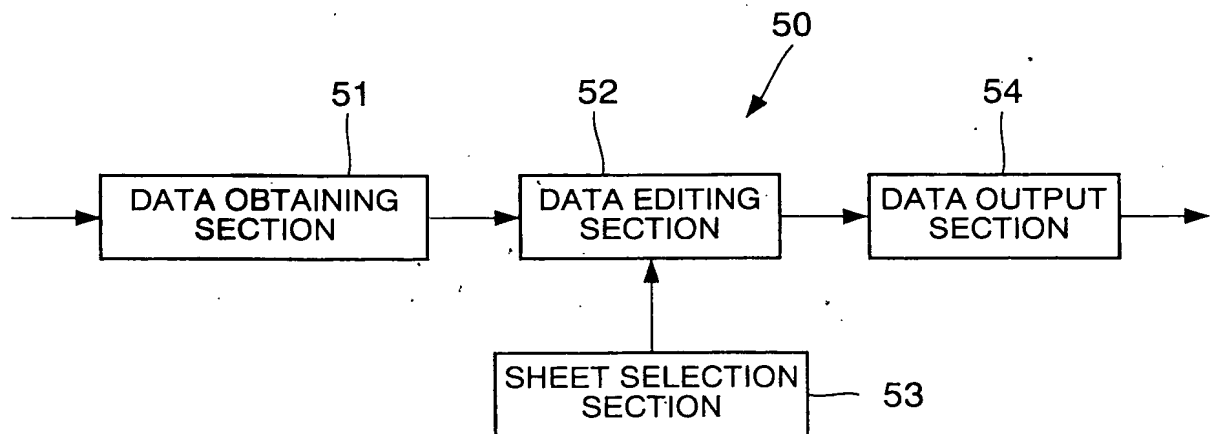 50
51
52
54
DATA OBTAINING
SECTION
DATA EDITING
SECTION
DATA OUTPUT
SECTION
SHEET SELECTION
SECTION
53